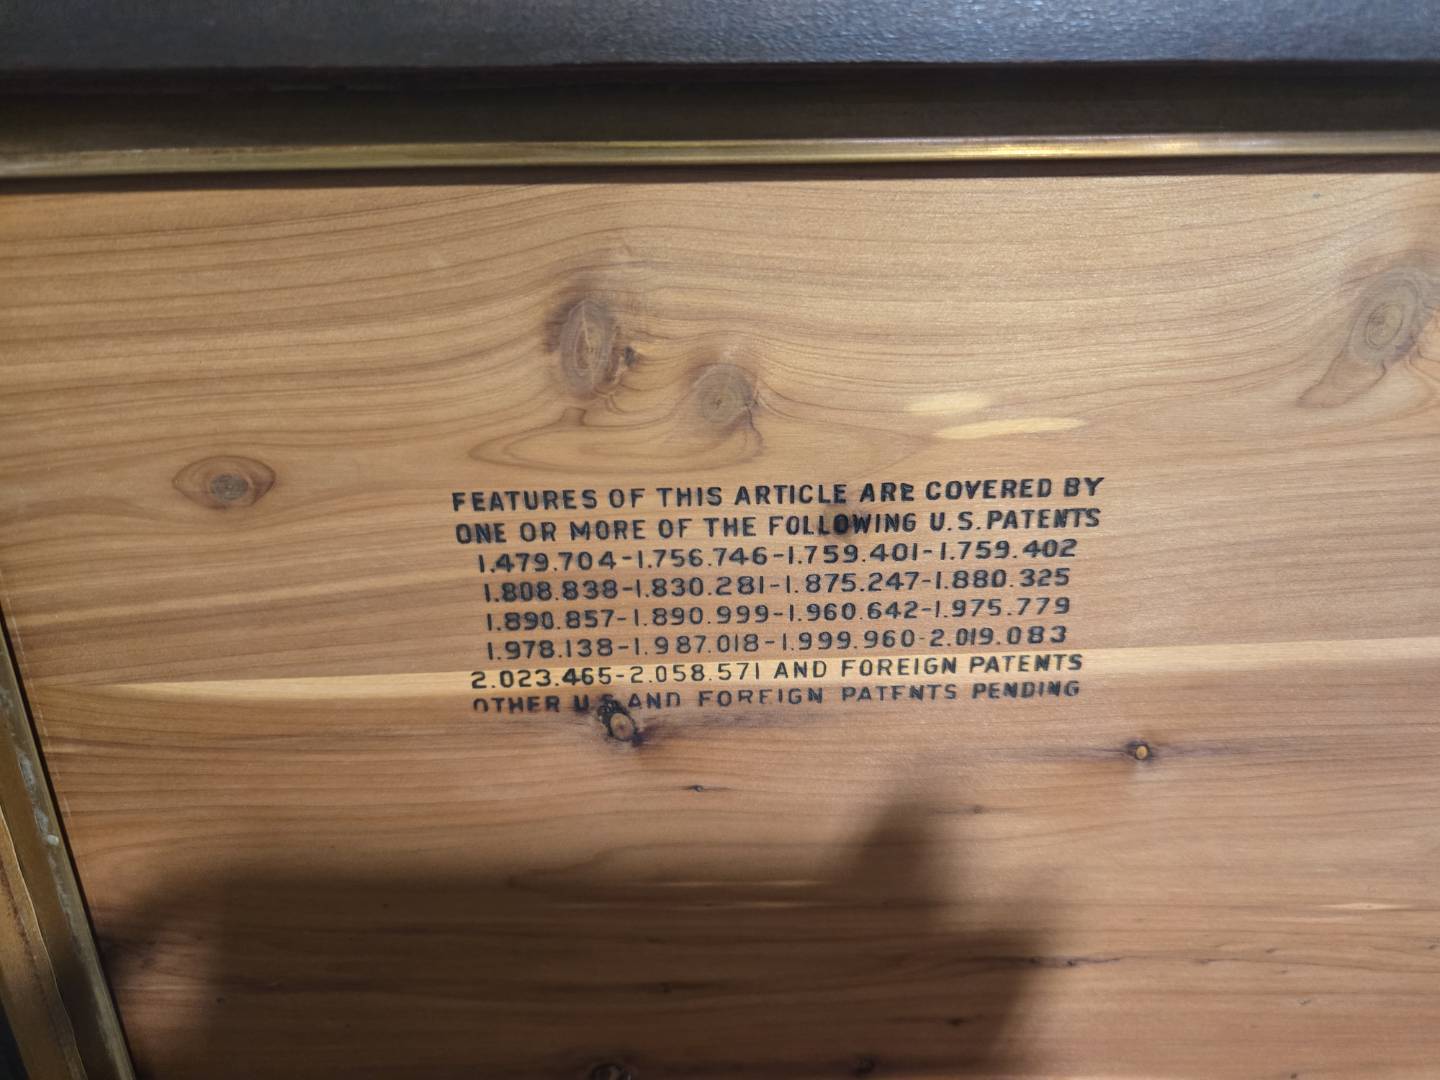 FEATURES OF THIS ARTICLE ARE COVERED BY
ONE OR MORE OF THE FOLLOWING U.S. PATENTS
1.479.704-1.756.746-1.759.401-1.759.402
1.808.838-1.830.281-1.875.247-1.880.325
1.890.857-1.890.999-1.960.642-1.975.779
1.978.138-1.987.018-1.999.960-2.019.083
2.023.465-2.058.571 AND FOREIGN PATENTS
OTHER U.S. AND FOREIGN PATENTS PENDING